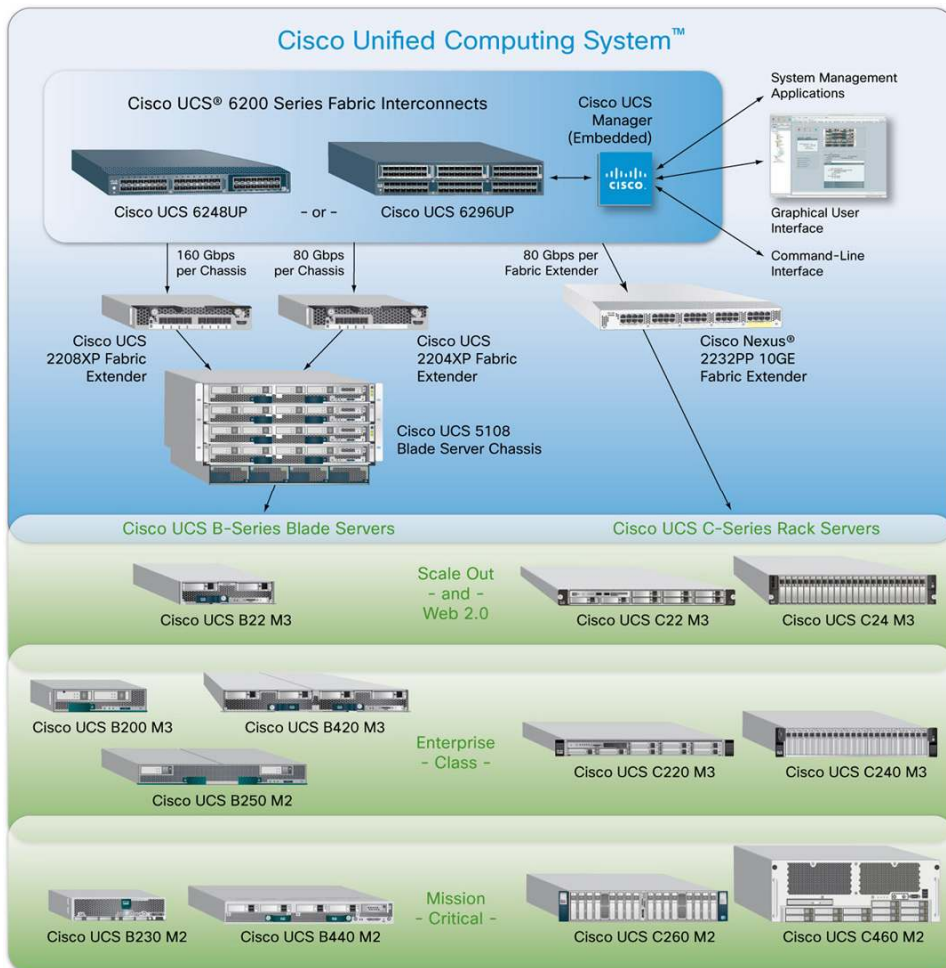 Cisco Unified Computing System™
Cisco UCS® 6200 Series Fabric Interconnects
Cisco UCS
Manager
(Embedded)
System Management
Applications
CISCO
Cisco UCS 6248UP
- or -
Cisco UCS 6296UP
Graphical User
Interface
Command-Line
Interface
160 Gbps
per Chassis
80 Gbps
per Chassis
80 Gbps per
Fabric Extender
Cisco UCS
2208XP Fabric
Extender
Cisco UCS
2204XP Fabric
Extender
Cisco Nexus®
2232PP 10GE
Fabric Extender
Cisco UCS 5108
Blade Server Chassis
Cisco UCS B-Series Blade Servers
Cisco UCS C-Series Rack Servers
Scale Out
- and -
Web 2.0
Cisco UCS B22 M3
Cisco UCS C22 M3
Cisco UCS C24 M3
Cisco UCS B200 M3
Cisco UCS B420 M3
Enterprise
- Class -
Cisco UCS B250 M2
Cisco UCS C220 M3
Cisco UCS C240 M3
Mission
- Critical -
Cisco UCS B230 M2
Cisco UCS B440 M2
Cisco UCS C260 M2
Cisco UCS C460 M2